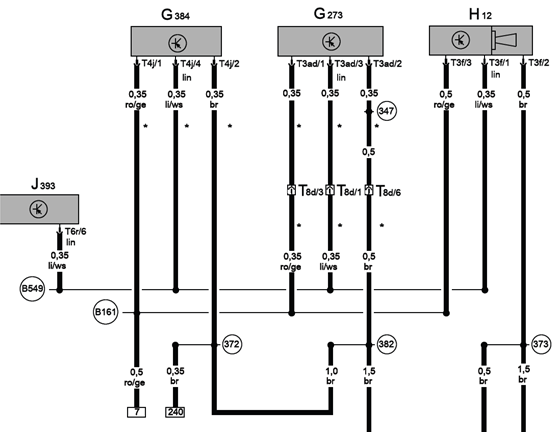 G 384
G 273
H 12
T4j/1
T4j/4
T4j/2
T3ad/1
T3ad/3
T3ad/2
T3f/3
T3f/1
T3f/2
lin
lin
lin
0,35
ro/ge
0,35
li/ws
0,35
br
0,35
0,35
0,35
0,5
ro/ge
0,35
li/ws
0,5
br
347
* * * * * *
0,5
J 393
T8d/3
T8d/1
T8d/6
T6r/6
lin
* * *
0,35
li/ws
0,35
ro/ge
0,35
li/ws
0,5
br
B549
B161
372
382
373
0,5
ro/ge
0,35
br
1,0
br
1,5
br
0,5
br
1,5
br
7
240